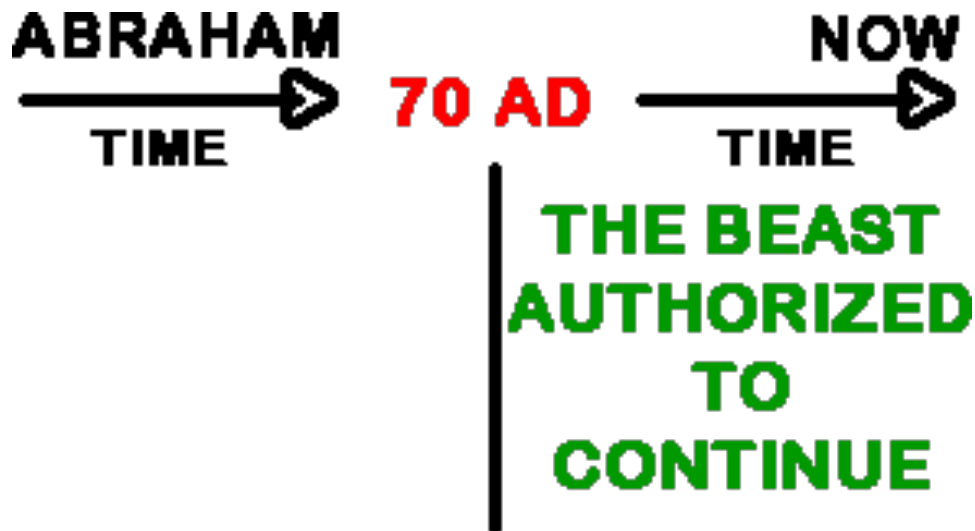 ABRAHAM
NOW
70 AD
TIME
TIME
THE BEAST
AUTHORIZED
TO
CONTINUE